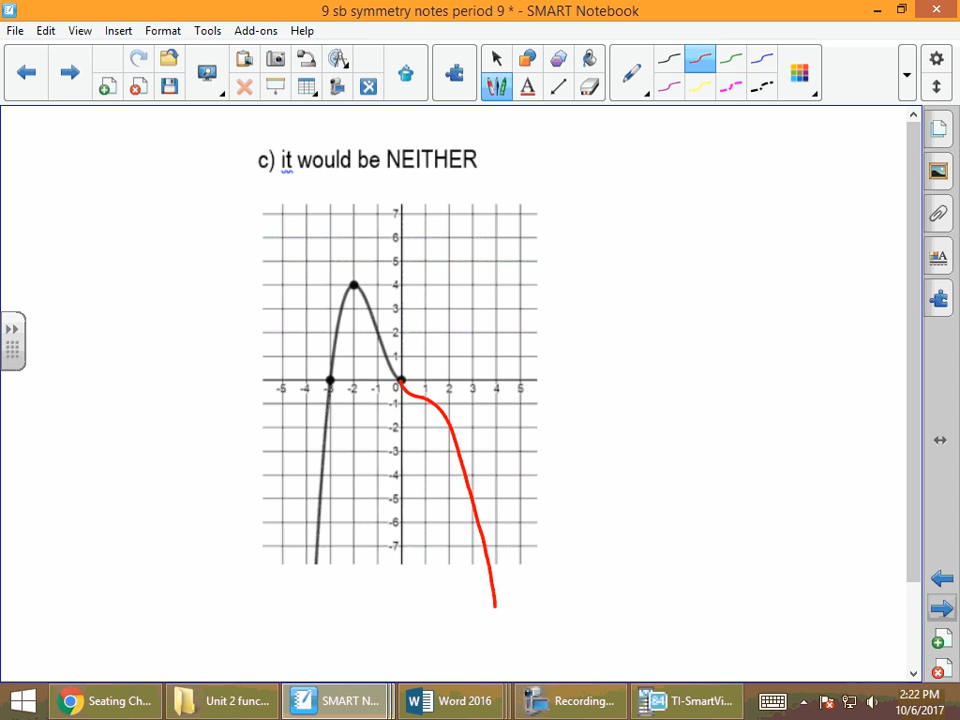 9 sb symmetry notes period 9 * - SMART Notebook
File Edit View Insert Format Tools Add-ons Help
c) it would be NEITHER
7
6
5
4
3
2
1
-5 -4 -3 -2 -1 0 1 2 3 4 5
-1
-2
-3
-4
-5
-6
-7
Seating Ch... Unit 2 func... SMART N... Word 2016 Recording... TI-SmartVi...
2:22 PM
10/6/2017